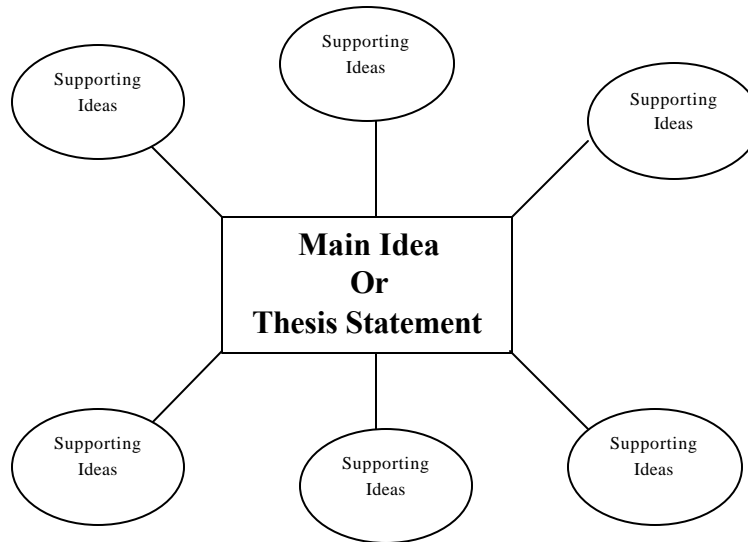 Supporting
Ideas
Supporting
Ideas
Supporting
Ideas
Main Idea
Or
Thesis Statement
Supporting
Ideas
Supporting
Ideas
Supporting
Ideas